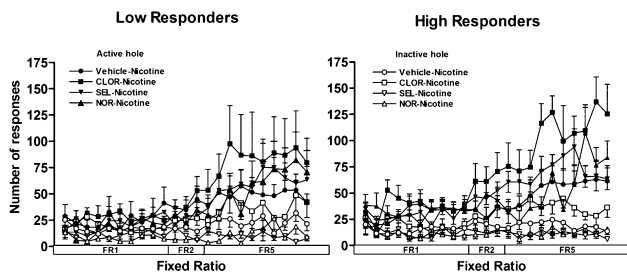 Low Responders
High Responders
Number of responses
175
150
125
100
75
50
25
0
Active hole
Vehicle-Nicotine
CLOR-Nicotine
SEL-Nicotine
NOR-Nicotine
FR1
FR2
FR5
Fixed Ratio
175
150
125
100
75
50
25
0
Inactive hole
Vehicle-Nicotine
CLOR-Nicotine
SEL-Nicotine
NOR-Nicotine
FR1
FR2
FR5
Fixed Ratio